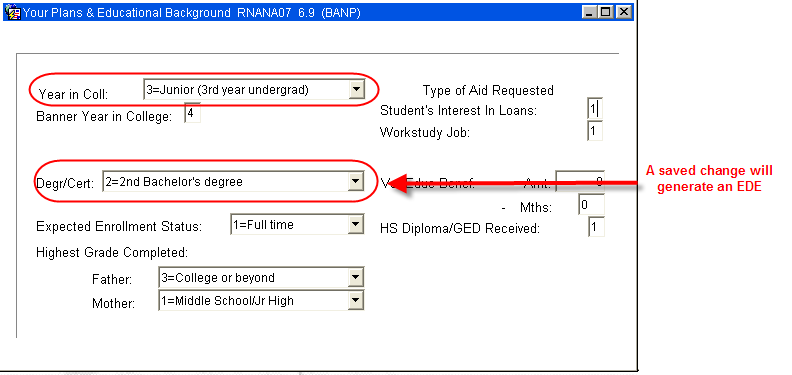 Your Plans & Educational Background RNANA07 6.9 (BANP)
Year in Coll: 3=Junior (3rd year undergrad)
Type of Aid Requested
Banner Year in College: 4
Student's Interest In Loans: 1
Workstudy Job: 1
Degr/Cert: 2=2nd Bachelor's degree
Educ Benef: - Amt: 0
A saved change will
generate an EDE
- Mths: 0
Expected Enrollment Status: 1=Full time
HS Diploma/GED Received: 1
Highest Grade Completed:
Father: 3=College or beyond
Mother: 1=Middle School/Jr High